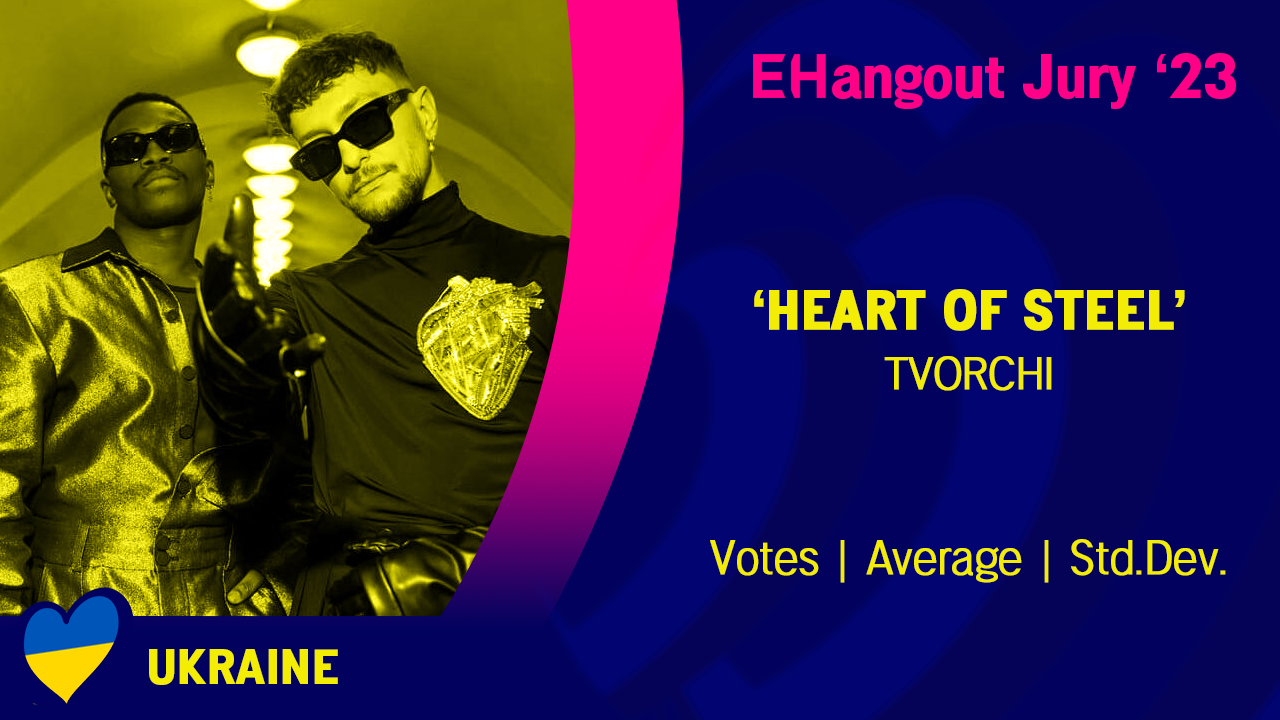 EHangout Jury ‘23
‘HEART OF STEEL’
TVORCHI
Votes | Average | Std.Dev.
UKRAINE